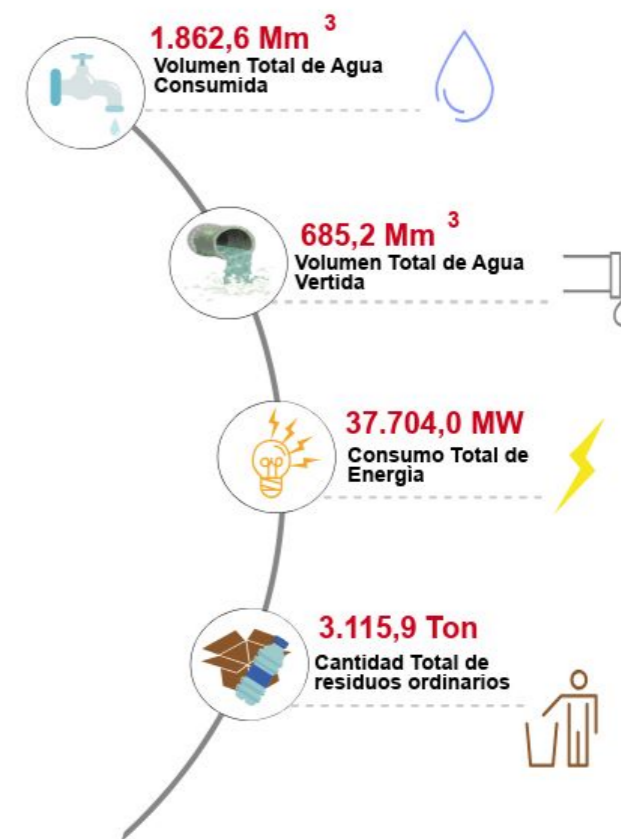 1.862,6 Mm ³
Volumen Total de Agua
Consumida
685,2 Mm ³
Volumen Total de Agua
Vertida
37.704,0 MW
Consumo Total de
Energìa
3.115,9 Ton
Cantidad Total de
residuos ordinarios